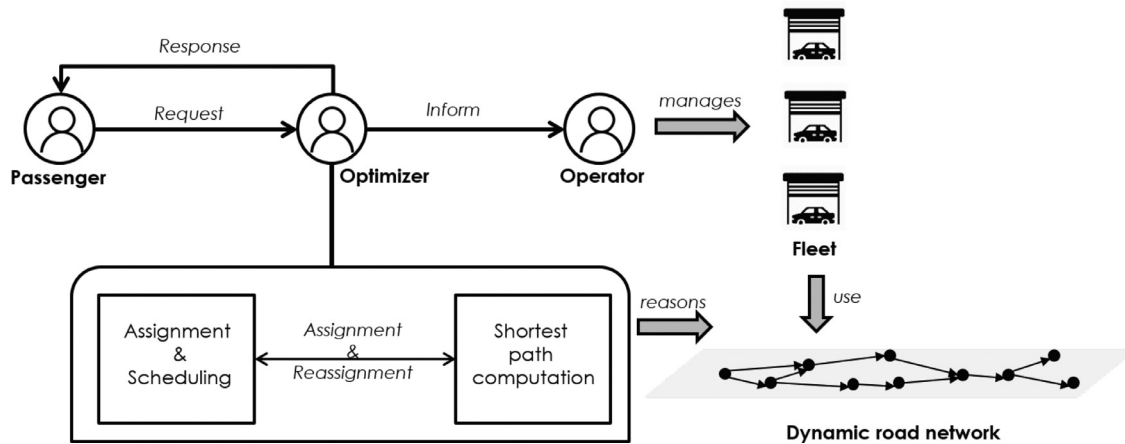 Response
Request
Inform
manages
Passenger
Optimizer
Operator
Fleet
reasons
use
Assignment
&
Scheduling
Assignment
&
Reassignment
Shortest
path
computation
Dynamic road network